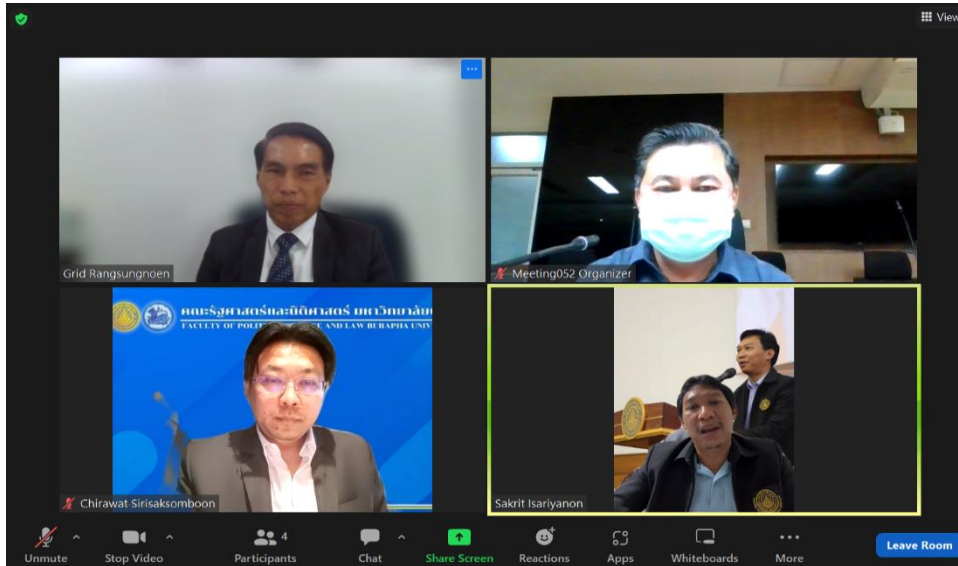 View
Grid Rangsungnoen
Meeting052 Organizer
คณะรัฐศาสตร์และนิติศาสตร์ มหาวิทยาลัย
FACULTY OF AND LAW BURAPHA
Chirawat Sirisaksomboon
Sakrit Isariyanon
4
Unmute Stop Video Participants Chat Share Screen Reactions Apps Whiteboards More
Leave Room